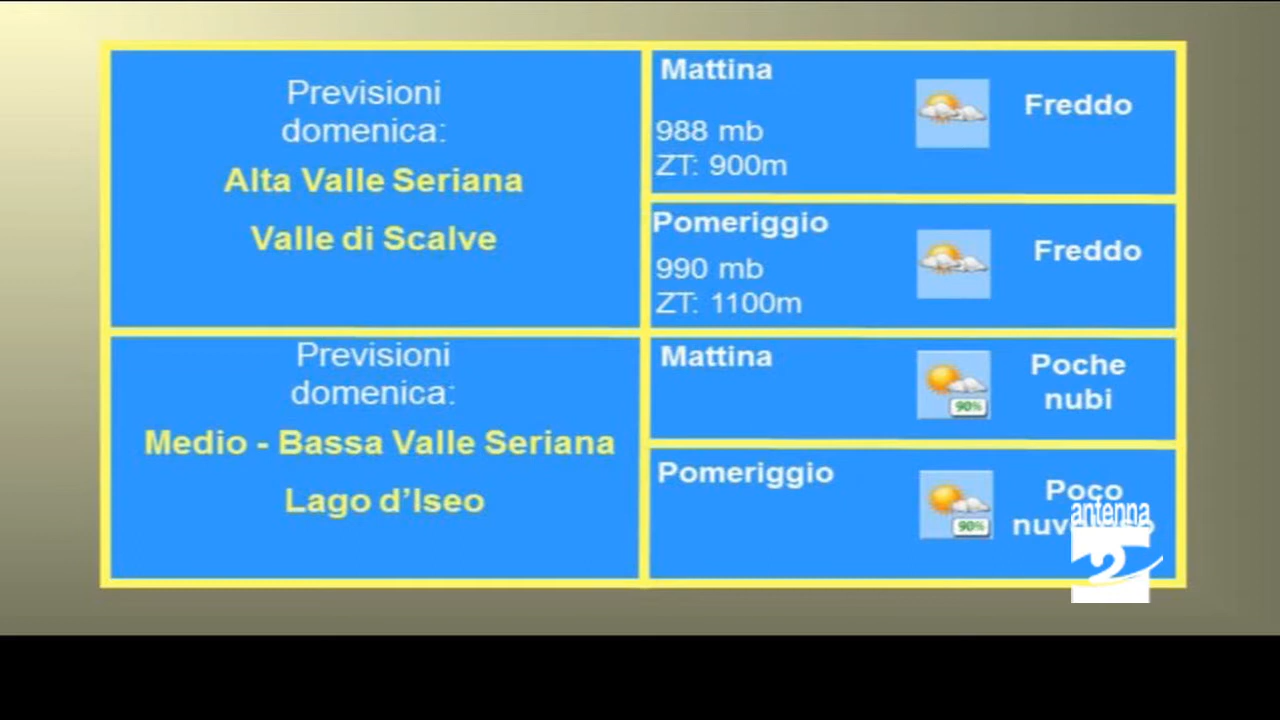 Previsioni
domenica:
Alta Valle Seriana
Valle di Scalve
Mattina
988 mb
ZT: 900m
Freddo
Pomeriggio
990 mb
ZT: 1100m
Freddo
Previsioni
domenica:
Medio - Bassa Valle Seriana
Lago d'Iseo
Mattina
90%
Poche
nubi
Pomeriggio
90%
Poco
antenna
2